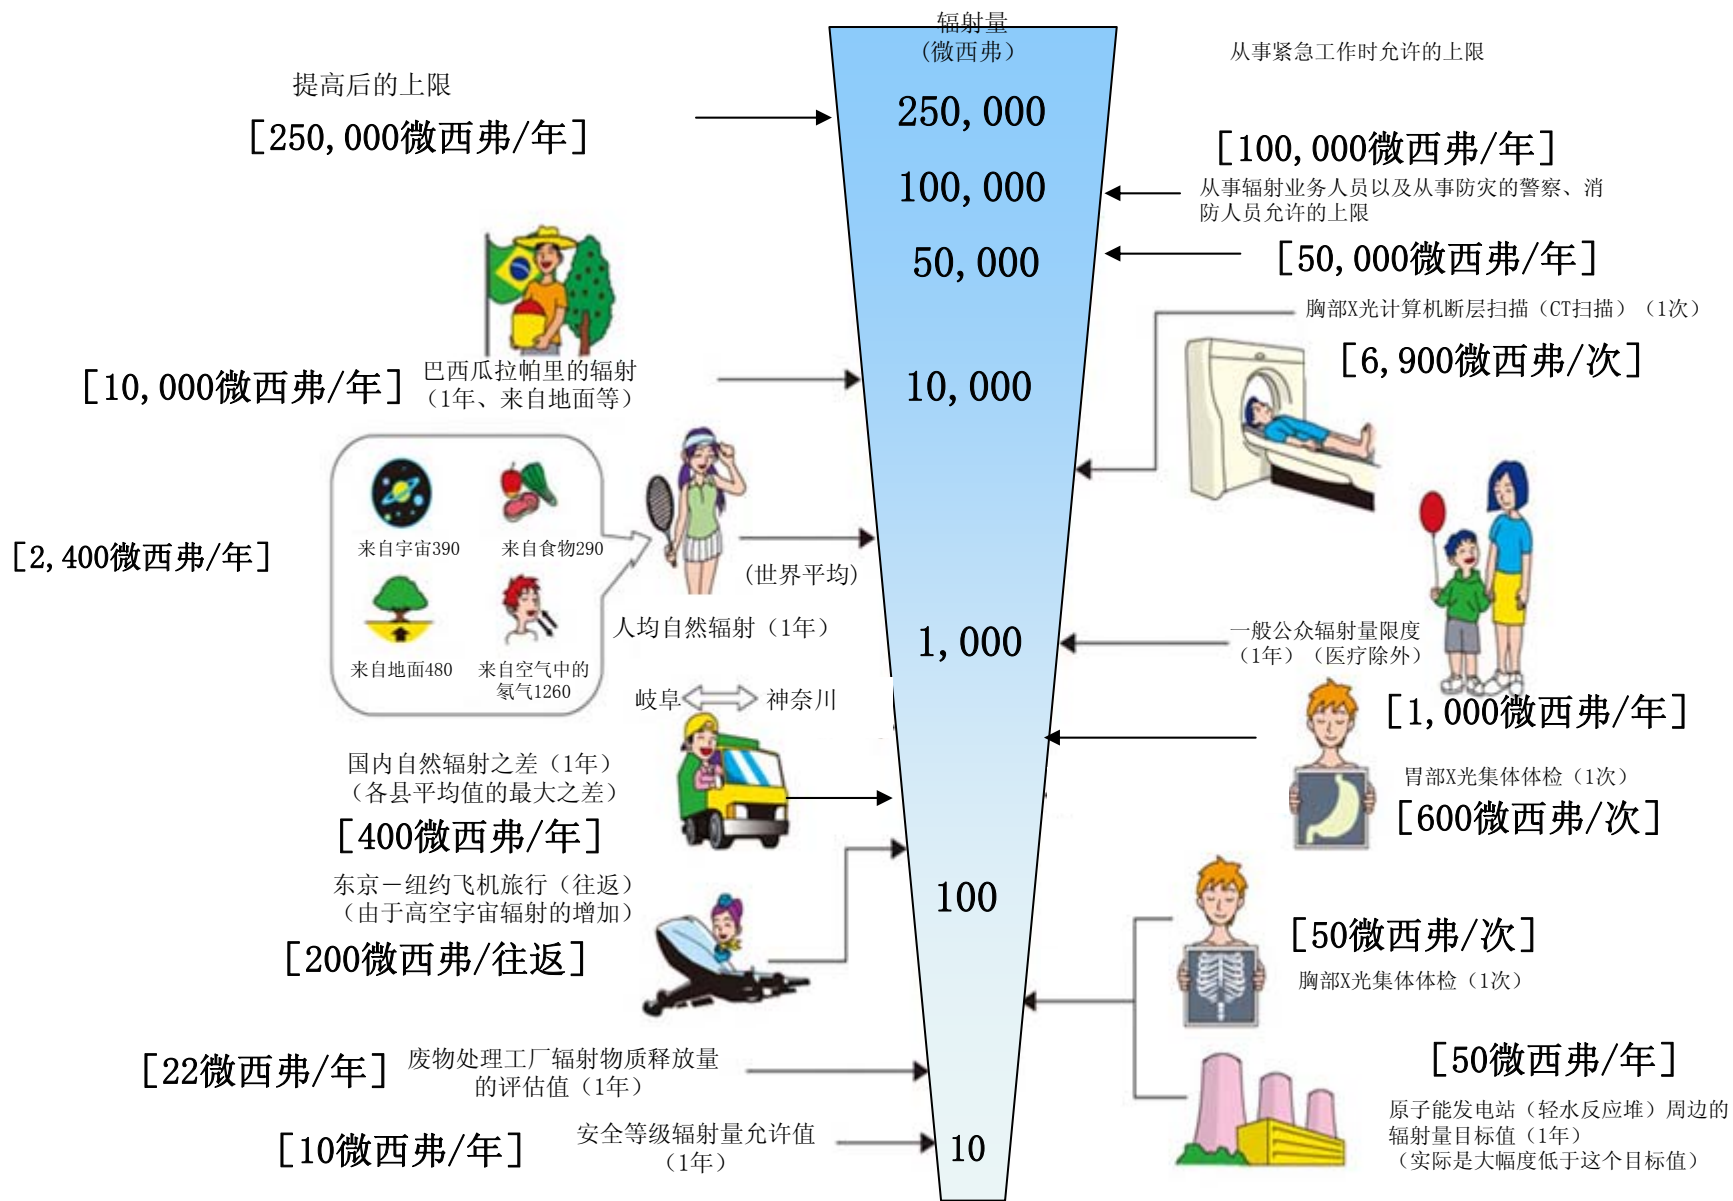 辐射量
(微西弗)
250,000
100,000
50,000
10,000
1,000
100
10
提高后的上限
[250,000微西弗/年]
[10,000微西弗/年]
巴西瓜拉帕里的辐射
（1年、来自地面等）
[2,400微西弗/年]
来自宇宙390
来自食物290
来自地面480
来自空气中的
氡气1260
(世界平均)
人均自然辐射（1年）
岐阜
神奈川
国内自然辐射之差（1年）
（各县平均值的最大之差）
[400微西弗/年]
东京－纽约飞机旅行（往返）
（由于高空宇宙辐射的增加）
[200微西弗/往返]
[22微西弗/年]
废物处理工厂辐射物质释放量
的评估值（1年）
[10微西弗/年]
安全等级辐射量允许值
（1年）
从事紧急工作时允许的上限
[100,000微西弗/年]
从事辐射业务人员以及从事防灾的警察、消
防人员允许的上限
[50,000微西弗/年]
胸部X光计算机断层扫描（CT扫描）（1次）
[6,900微西弗/次]
一般公众辐射量限度
（1年）（医疗除外）
[1,000微西弗/年]
胃部X光集体体检（1次）
[600微西弗/次]
[50微西弗/次]
胸部X光集体体检（1次）
[50微西弗/年]
原子能发电站（轻水反应堆）周边的
辐射量目标值（1年）
（实际是大幅度低于这个目标值）